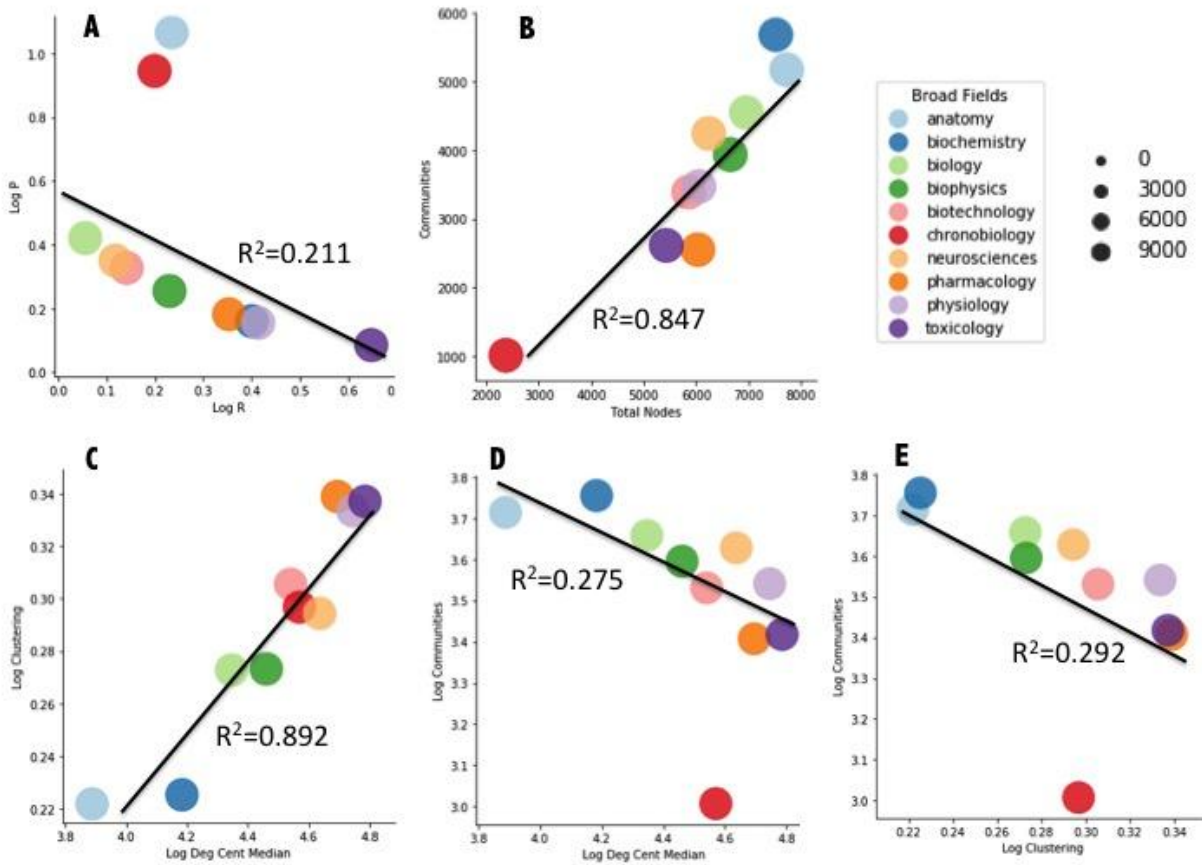 A
Log P
1.0
0.8
0.6
0.4
0.2
0.0
R²=0.211
0.0 0.1 0.2 0.3 0.4 0.5 0.6 0.
Log R
B
Communities
6000
5000
4000
3000
2000
1000
R²=0.847
2000 3000 4000 5000 6000 7000 8000
Total Nodes
Broad Fields
anatomy
biochemistry
biology
biophysics
biotechnology
chronobiology
neurosciences
pharmacology
physiology
toxicology
0
3000
6000
9000
C
Log Clustering
0.34
0.32
0.30
0.28
0.26
0.24
0.22
R²=0.892
3.8 4.0 4.2 4.4 4.6 4.8
Log Deg Cent Median
D
Log Communities
3.8
3.7
3.6
3.5
3.4
3.3
3.2
3.1
3.0
R²=0.275
3.8 4.0 4.2 4.4 4.6 4.8
Log Deg Cent Median
E
Log Communities
3.8
3.7
3.6
3.5
3.4
3.3
3.2
3.1
3.0
R²=0.292
0.22 0.24 0.26 0.28 0.30 0.32 0.34
Log Clustering